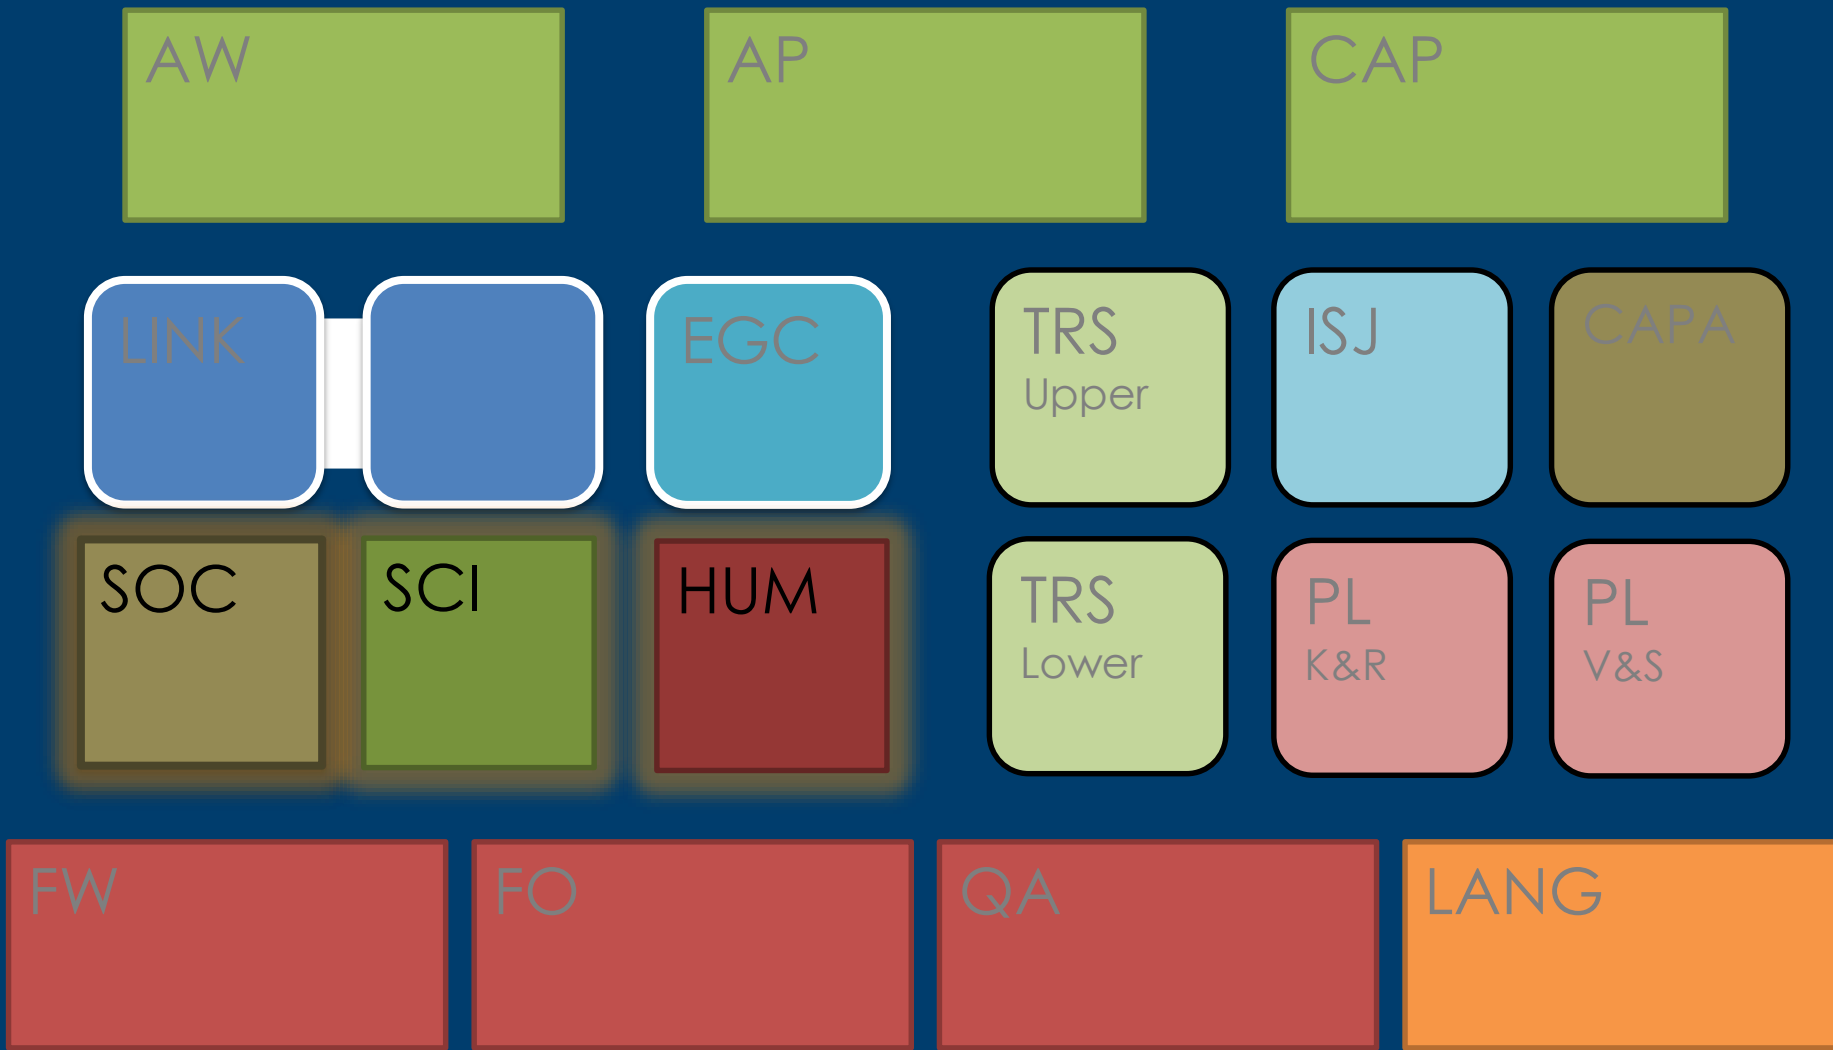 AW
AP
CAP
LINK
EGC
TRS
Upper
ISJ
CAPA
SOC
SCI
HUM
TRS
Lower
PL
K&R
PL
V&S
FW
FO
QA
LANG